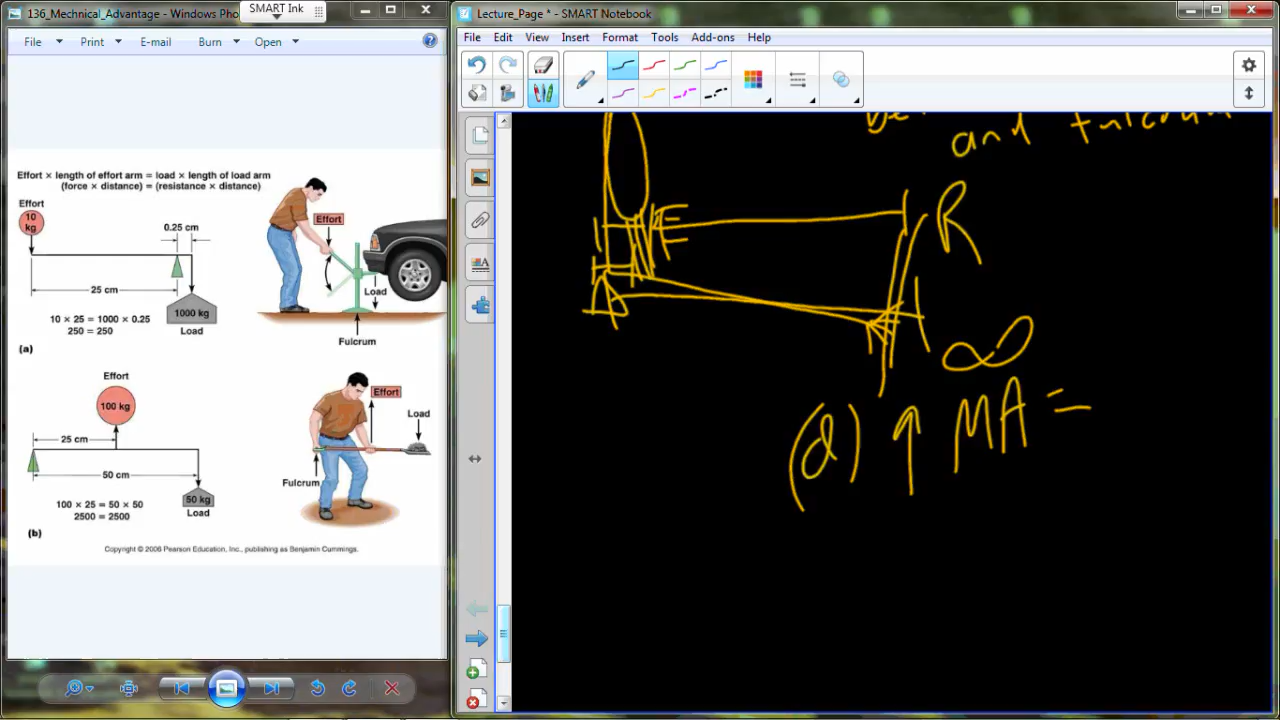 136_Mechnical_Advantage - Windows Pho
SMART Ink
File Print E-mail Burn Open
Effort × length of effort arm = load × length of load arm
(force × distance) = (resistance × distance)
Effort
10
kg
0.25 cm
25 cm
10 × 25 = 1000 × 0.25
250 = 250
1000 kg
Load
(a)
Effort
Load
Fulcrum
Effort
100 kg
25 cm
50 cm
100 × 25 = 50 × 50
2500 = 2500
50 kg
Load
(b)
Effort
Load
Fulcrum
Copyright © 2006 Pearson Education, Inc., publishing as Benjamin Cummings.
Lecture_Page * - SMART Notebook
File Edit View Insert Format Tools Add-ons Help
and fulcrum
E
R
∞
(d) ↑ MA =